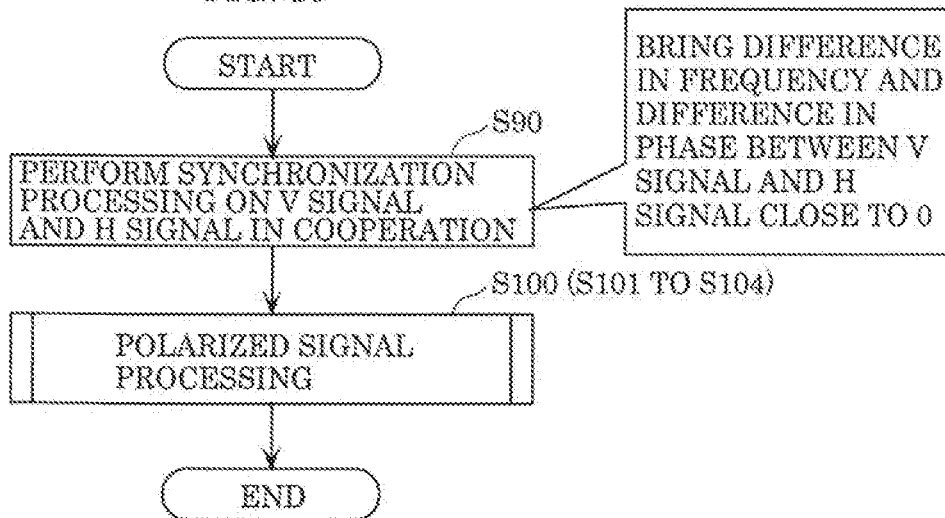 START
S90
PERFORM SYNCHRONIZATION
PROCESSING ON V SIGNAL
AND H SIGNAL IN COOPERATION
BRING DIFFERENCE
IN FREQUENCY AND
DIFFERENCE IN
PHASE BETWEEN V
SIGNAL AND H
SIGNAL CLOSE TO 0
S100 (S101 TO S104)
POLARIZED SIGNAL
PROCESSING
END